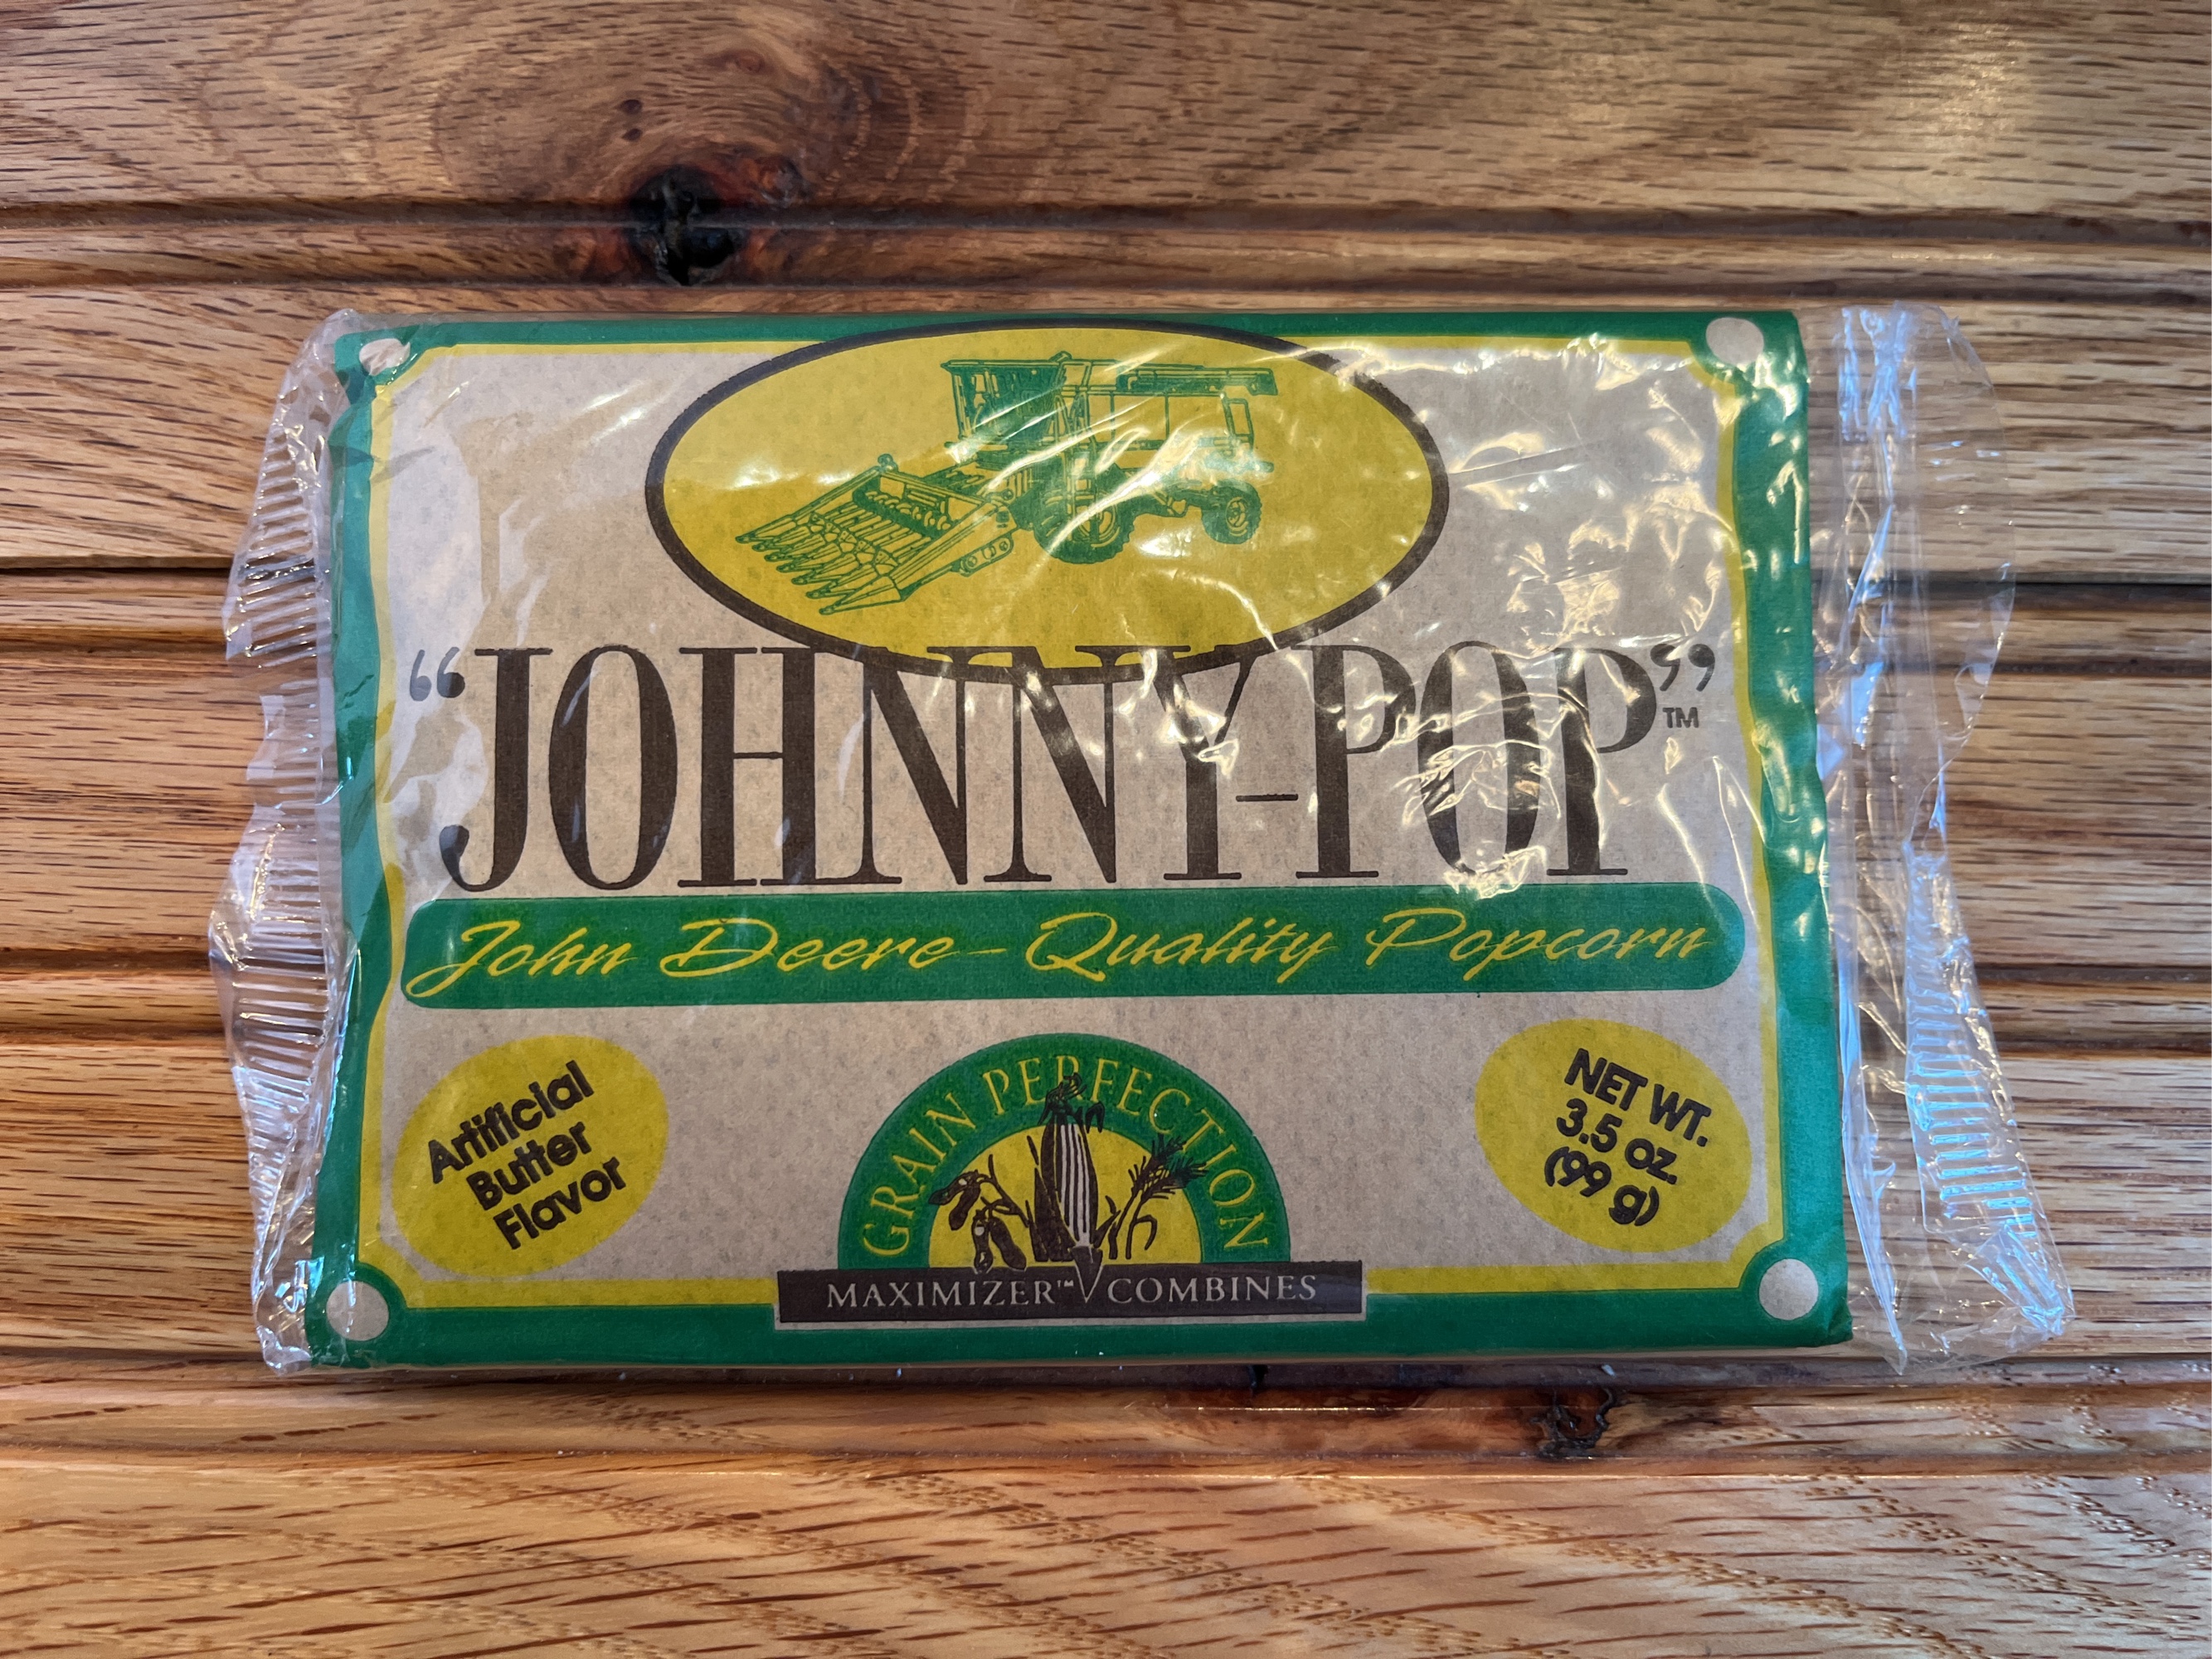 “JOHNNY-POP”™
John Deere-Quality Popcorn
Artificial
Butter
Flavor
GRAIN PERFECTION
MAXIMIZER™ COMBINES
NET WT.
3.5 oz.
(99 g)